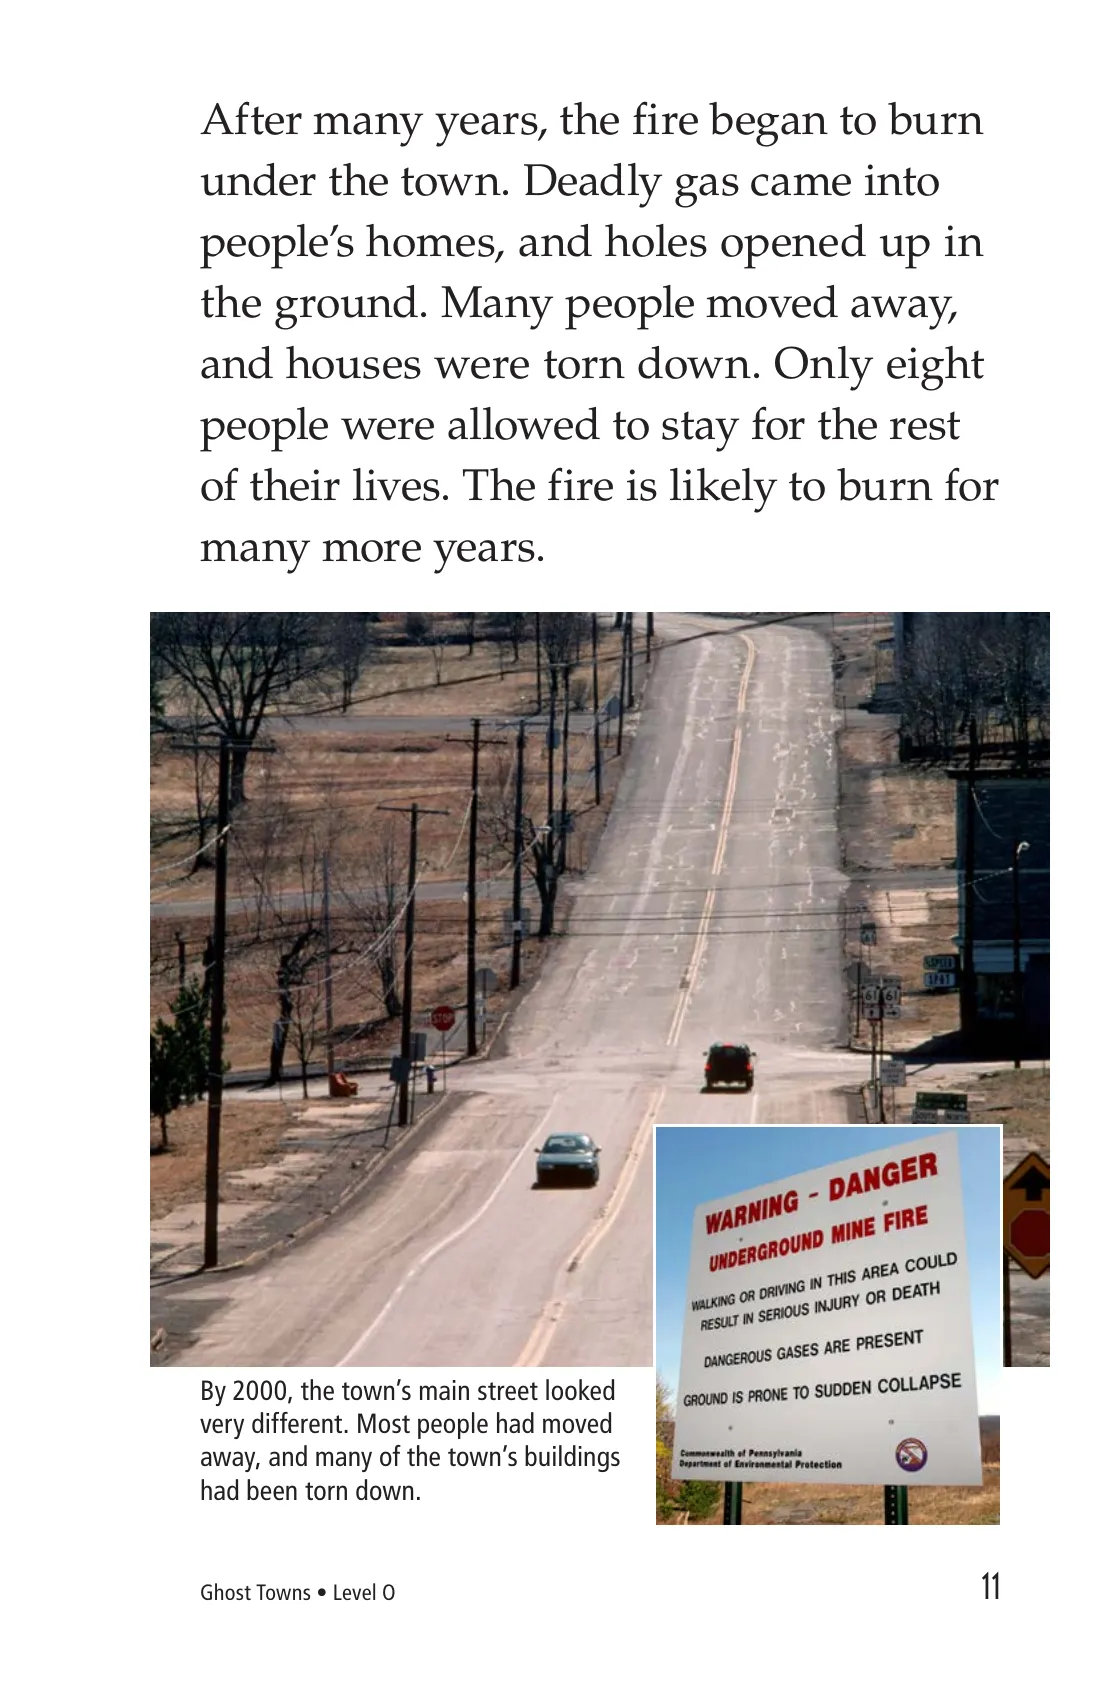 After many years, the fire began to burn
under the town. Deadly gas came into
people’s homes, and holes opened up in
the ground. Many people moved away,
and houses were torn down. Only eight
people were allowed to stay for the rest
of their lives. The fire is likely to burn for
many more years.
STOP
SPEED
SPOT
61 61
SOUTH NORTH
WARNING - DANGER
UNDERGROUND MINE FIRE
WALKING OR DRIVING IN THIS AREA COULD
RESULT IN SERIOUS INJURY OR DEATH
DANGEROUS GASES ARE PRESENT
GROUND IS PRONE TO SUDDEN COLLAPSE
Commonwealth of Pennsylvania
Department of Environmental Protection
By 2000, the town’s main street looked
very different. Most people had moved
away, and many of the town’s buildings
had been torn down.
Ghost Towns • Level O
11